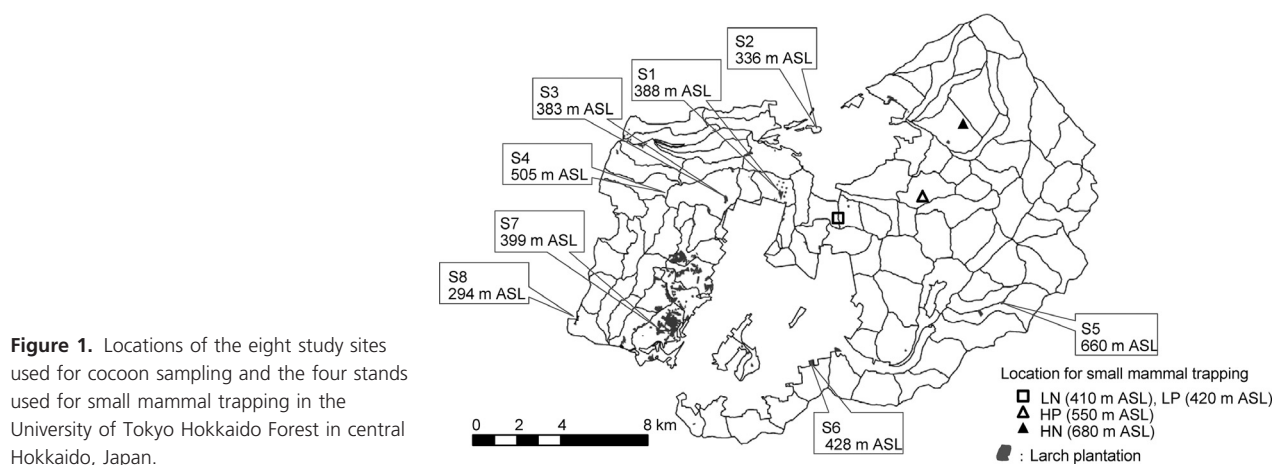 Figure 1. Locations of the eight study sites
used for cocoon sampling and the four stands
used for small mammal trapping in the
University of Tokyo Hokkaido Forest in central
Hokkaido, Japan.
S2
336 m ASL
S1
388 m ASL
S3
383 m ASL
S4
505 m ASL
S7
399 m ASL
S8
294 m ASL
S5
660 m ASL
S6
428 m ASL
0 2 4 8 km
Location for small mammal trapping
LN (410 m ASL), LP (420 m ASL)
HP (550 m ASL)
HN (680 m ASL)
: Larch plantation